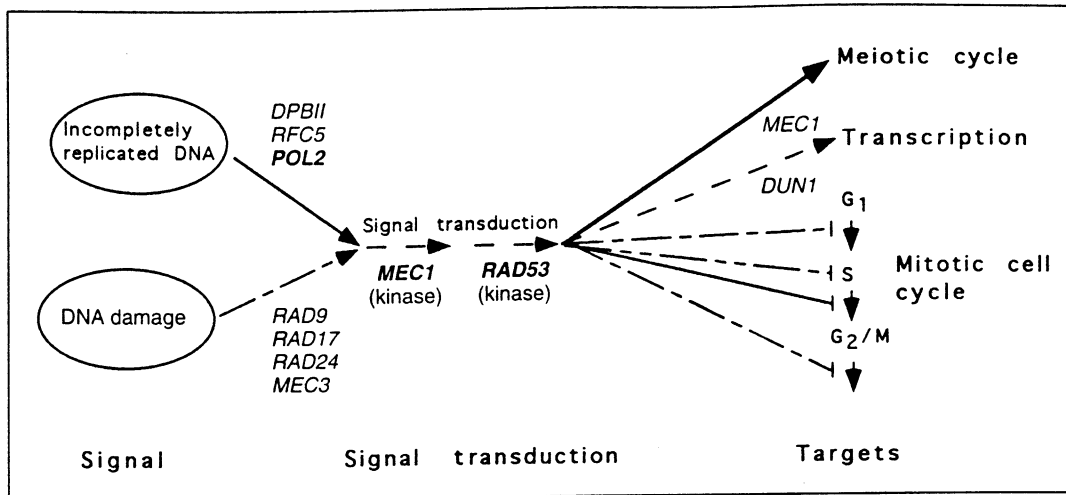 Incompletely
replicated DNA
DPBII
RFC5
POL2
DNA damage
RAD9
RAD17
RAD24
MEC3
Signal transduction
MEC1
(kinase)
RAD53
(kinase)
Meiotic cycle
MEC1
Transcription
DUN1
G1
S
Mitotic cell
cycle
G2/M
Signal
Signal transduction
Targets